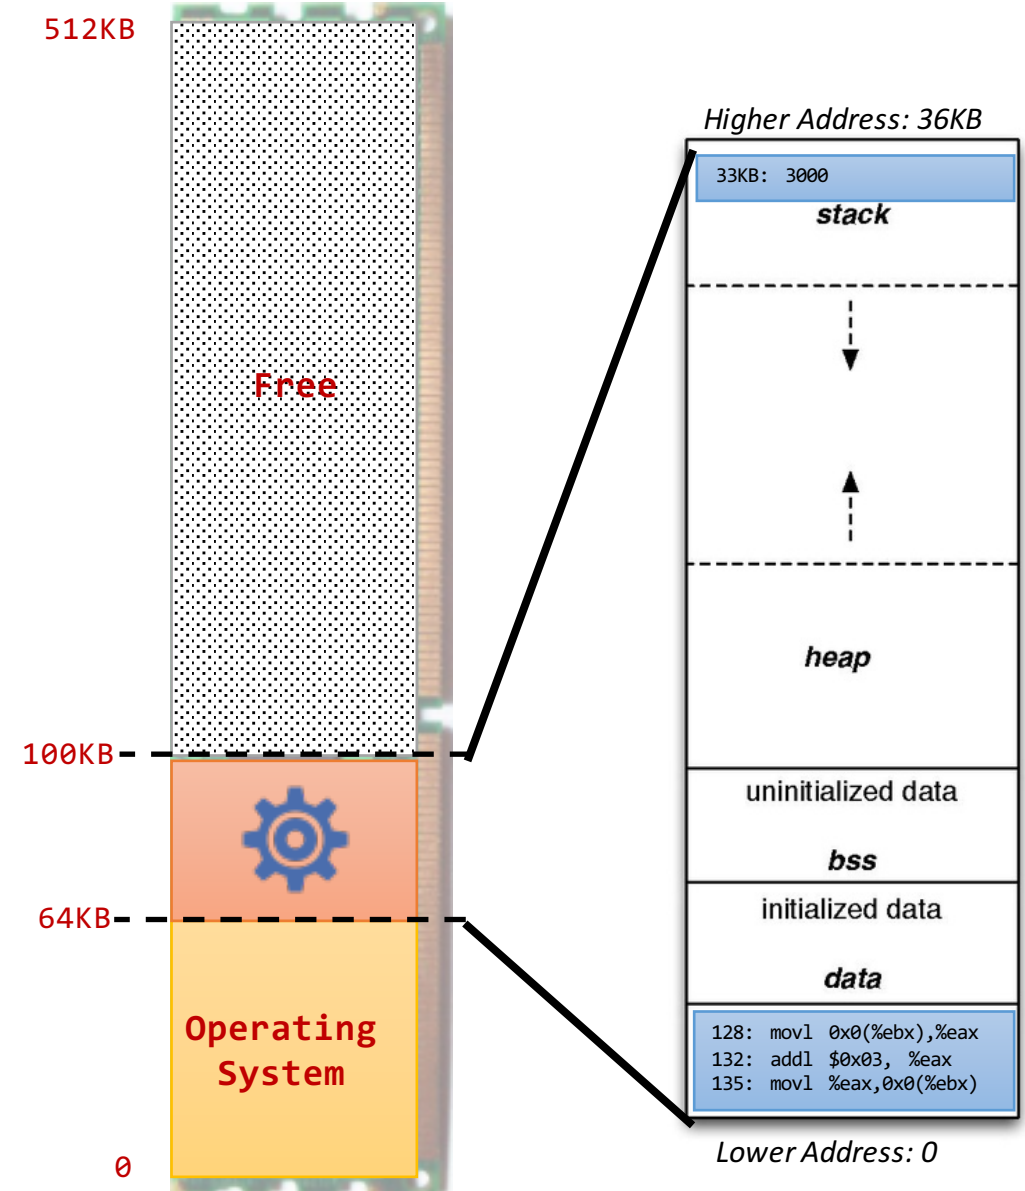 512KB
Free
100KB
64KB
Operating
System
0
Higher Address: 36KB
33KB: 3000
stack
heap
uninitialized data
bss
initialized data
data
128: movl 0x0(%ebx),%eax
132: addl $0x03, %eax
135: movl %eax,0x0(%ebx)
Lower Address: 0